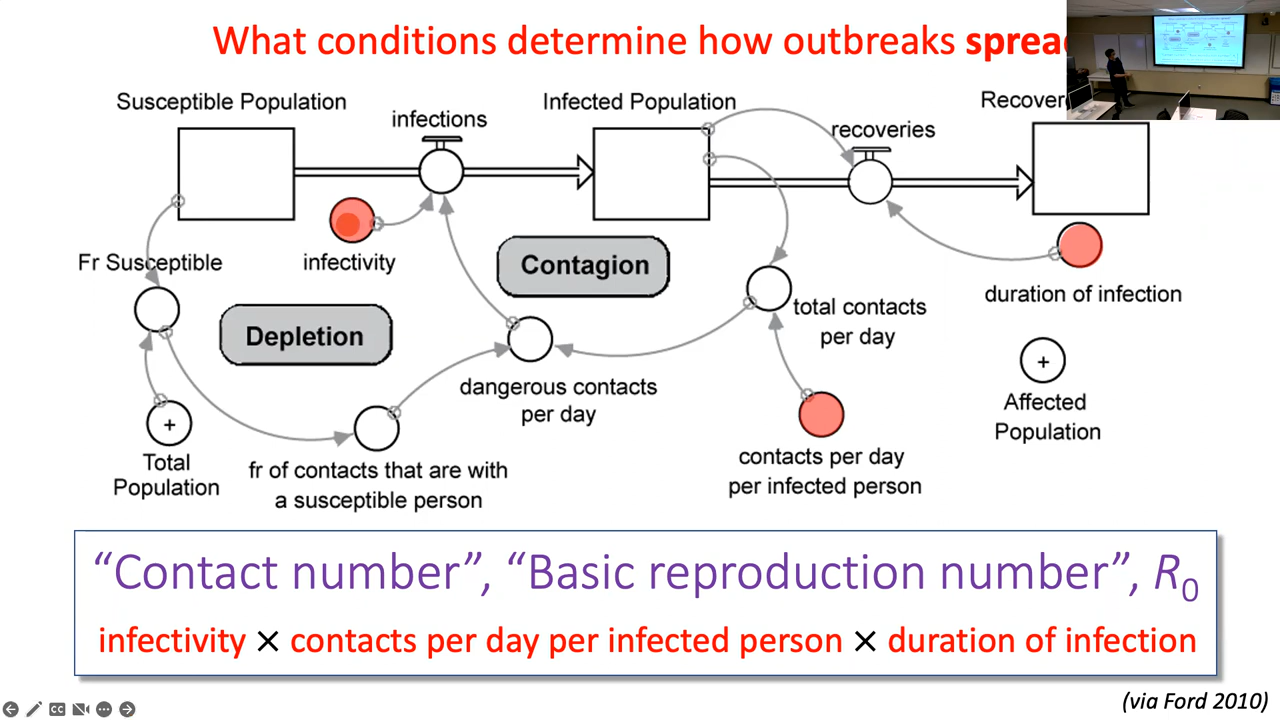 What conditions determine how outbreaks
Susceptible Population
infections
Infected Population
recoveries
infectivity
Fr Susceptible
Contagion
Depletion
total contacts
per day
duration of infection
dangerous contacts
per day
+
Affected
Population
+
Total
Population
fr of contacts that are with
a susceptible person
contacts per day
per infected person
“Contact number”, “Basic reproduction number”, R0
infectivity × contacts per day per infected person × duration of infection
(via Ford 2010)
CC